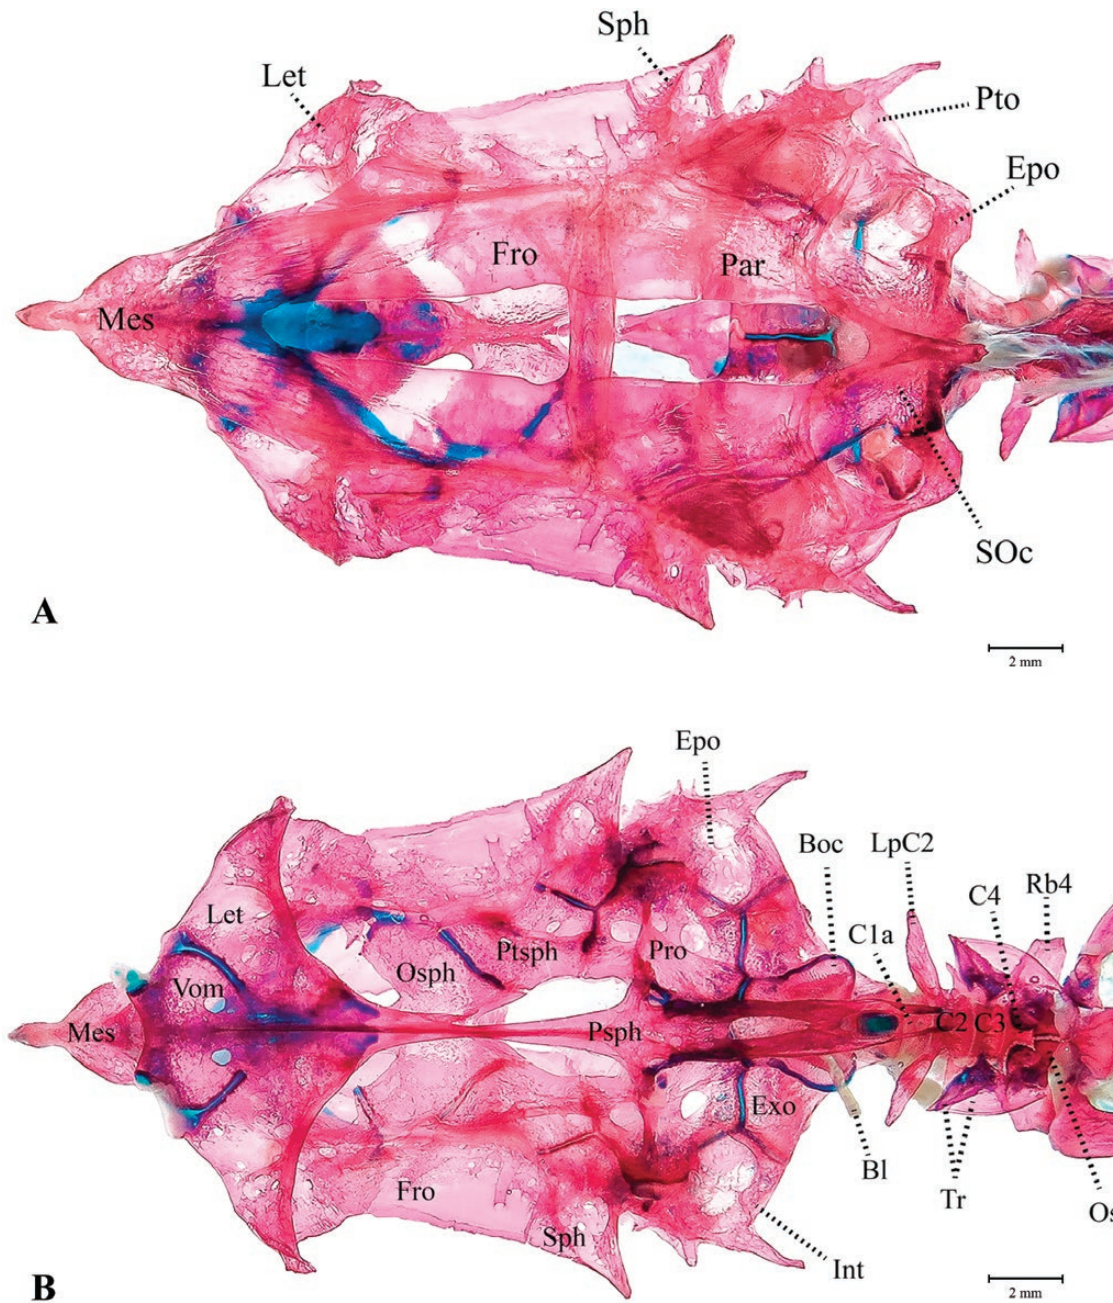 Sph
Let
Pto
Epo
Fro
Par
Mes
SOc
A
2 mm
Epo
Boc
LpC2
C4
Rb4
Let
C1a
Ptsph
Pro
Osph
Vom
Mes
Psph
C2
C3
Exo
Bl
Tr
Os
Fro
Sph
Int
B
2 mm